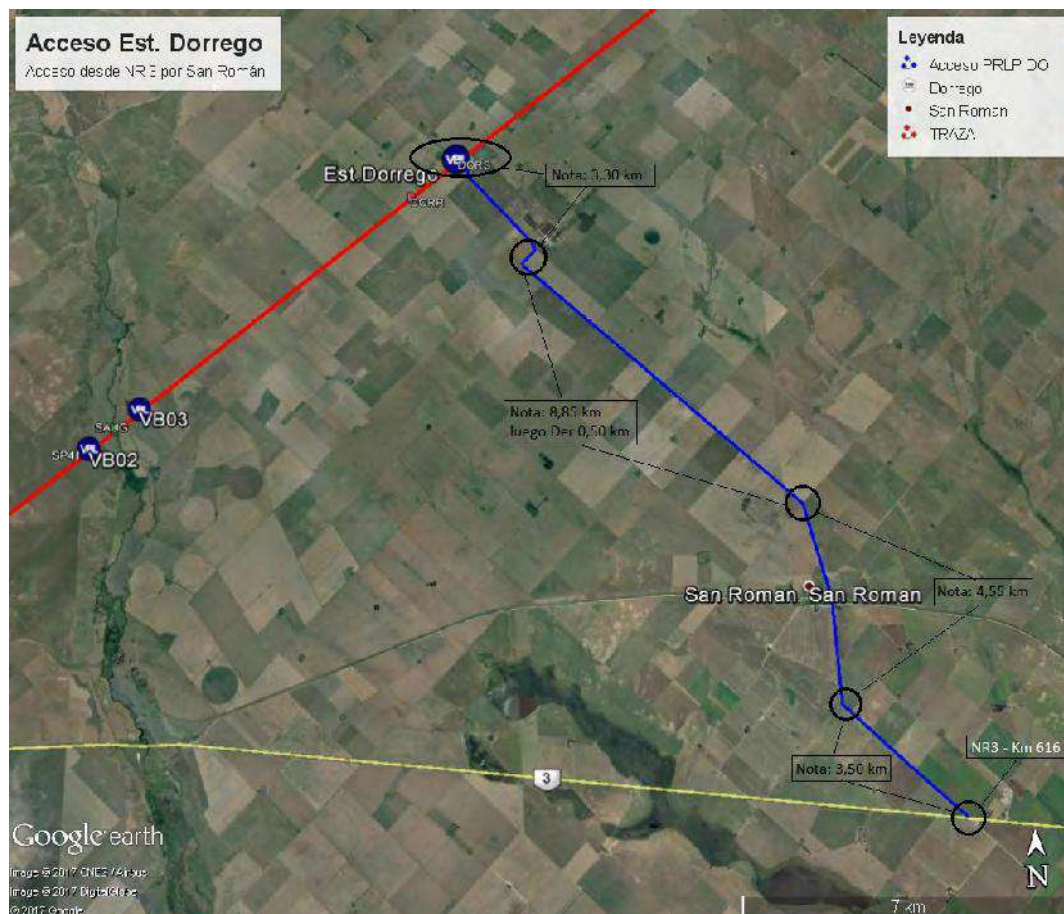 Acceso Est. Dorrego
Acceso desde NR3 por San Román
Leyenda
Acceso PRLP DO
Dorrego
San Roman
TRAZA
Est.Dorrego
DORS
DORR
Nota: 3,30 km
Nota: 8,85 km
luego Der 0,50 km
VB03
VB02
San Roman
San Roman
Nota: 4,55 km
NR3 - Km 616
Nota: 3,50 km
3
Google earth
Image © 2017 CNES / Airbus
Image © 2017 DigitalGlobe
© 2017 Google
N
7 km